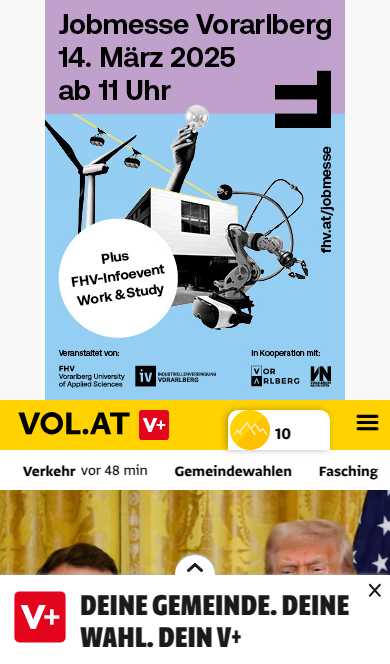 Jobmesse Vorarlberg
14. März 2025
ab 11 Uhr
fhv.at/jobmesse
Plus
FHV-Infoevent
Work & Study
Veranstaltet von:
In Kooperation mit:
FHV
Vorarlberg University
of Applied Sciences
iV INDUSTRIELLENVEREINIGUNG
VORARLBERG
VOR
ARLBERG
VOL.AT V+
10
Verkehr vor 48 min Gemeindewahlen Fasching
V+
DEINE GEMEINDE. DEINE
WAHL. DEIN V+